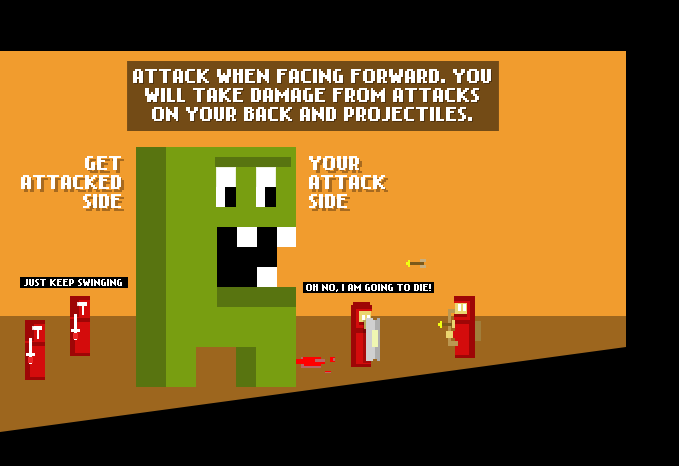 ATTACK WHEN FACING FORWARD. YOU
WILL TAKE DAMAGE FROM ATTACKS
ON YOUR BACK AND PROJECTILES.
GET
ATTACKED
SIDE
YOUR
ATTACK
SIDE
JUST KEEP SWINGING
OH NO, I AM GOING TO DIE!